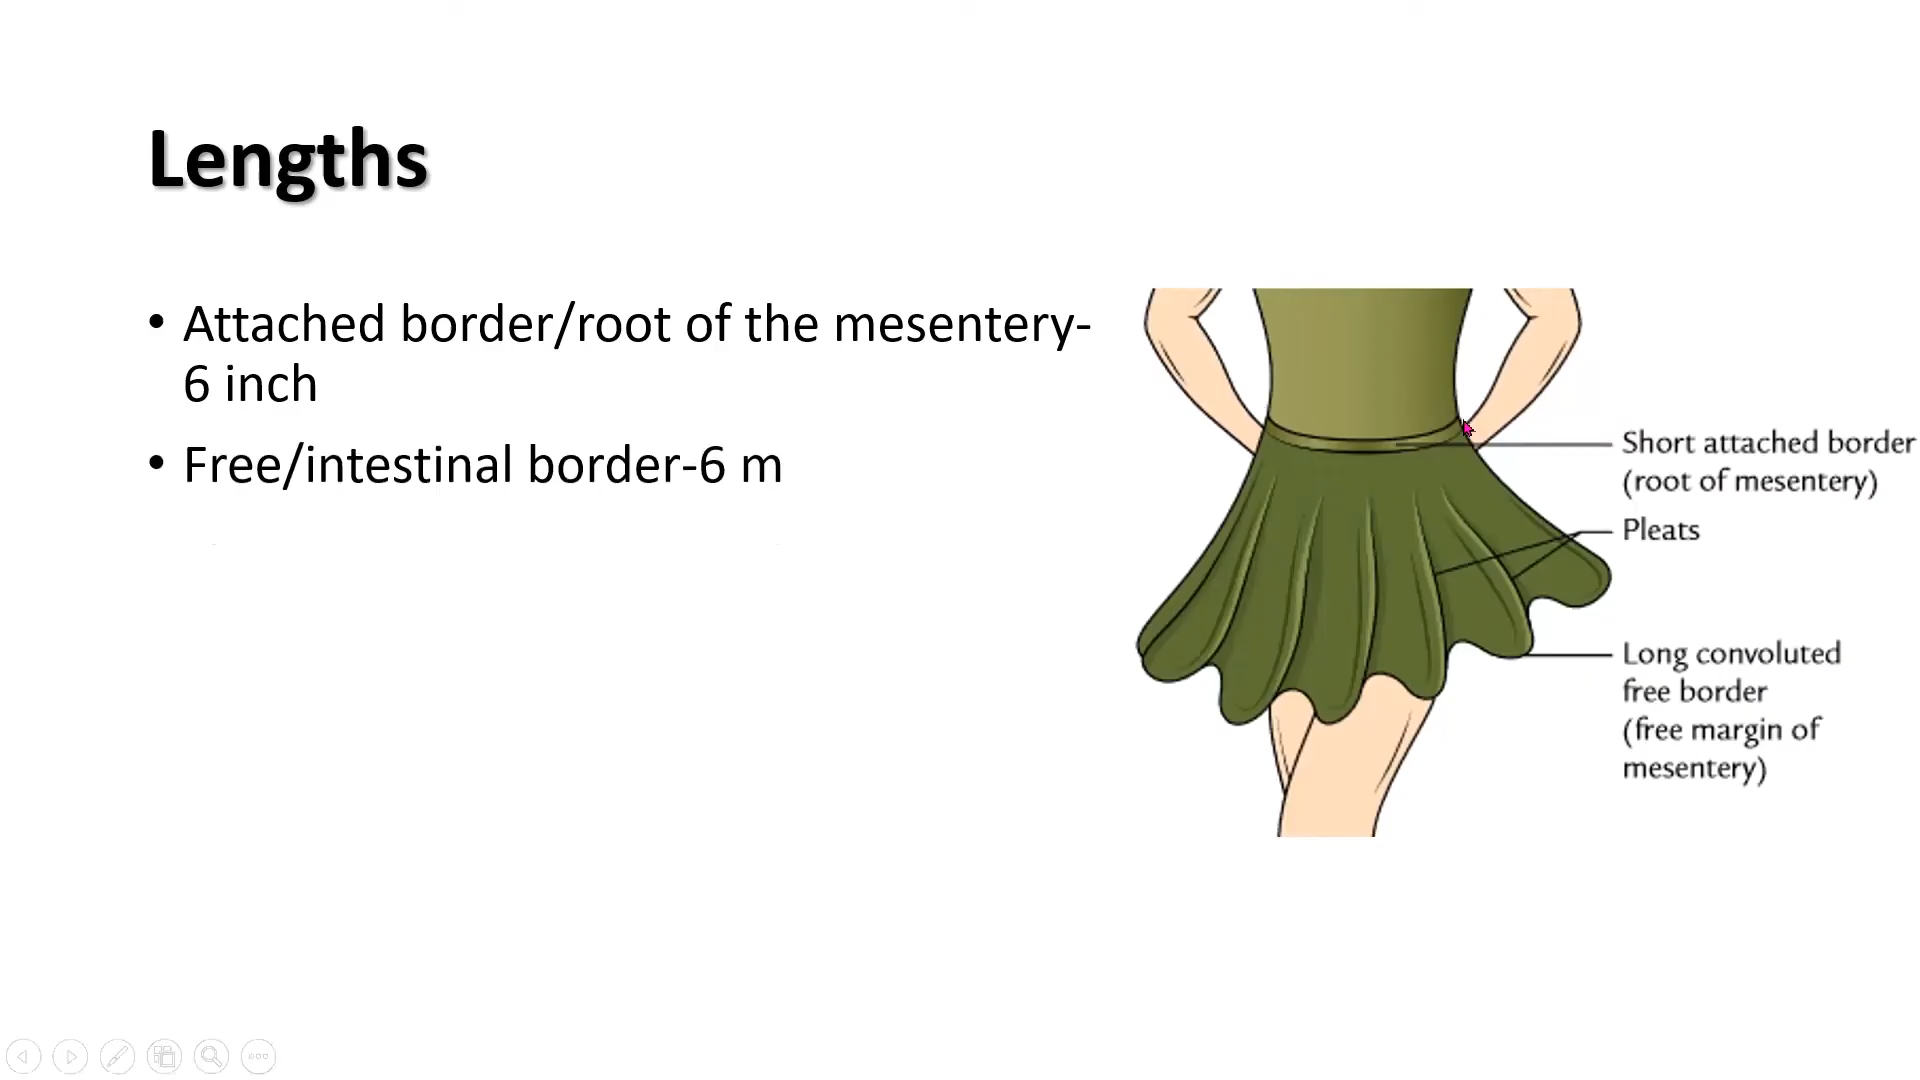 Lengths
• Attached border/root of the mesentery-
6 inch
• Free/intestinal border-6 m
Short attached border
(root of mesentery)
Pleats
Long convoluted
free border
(free margin of
mesentery)